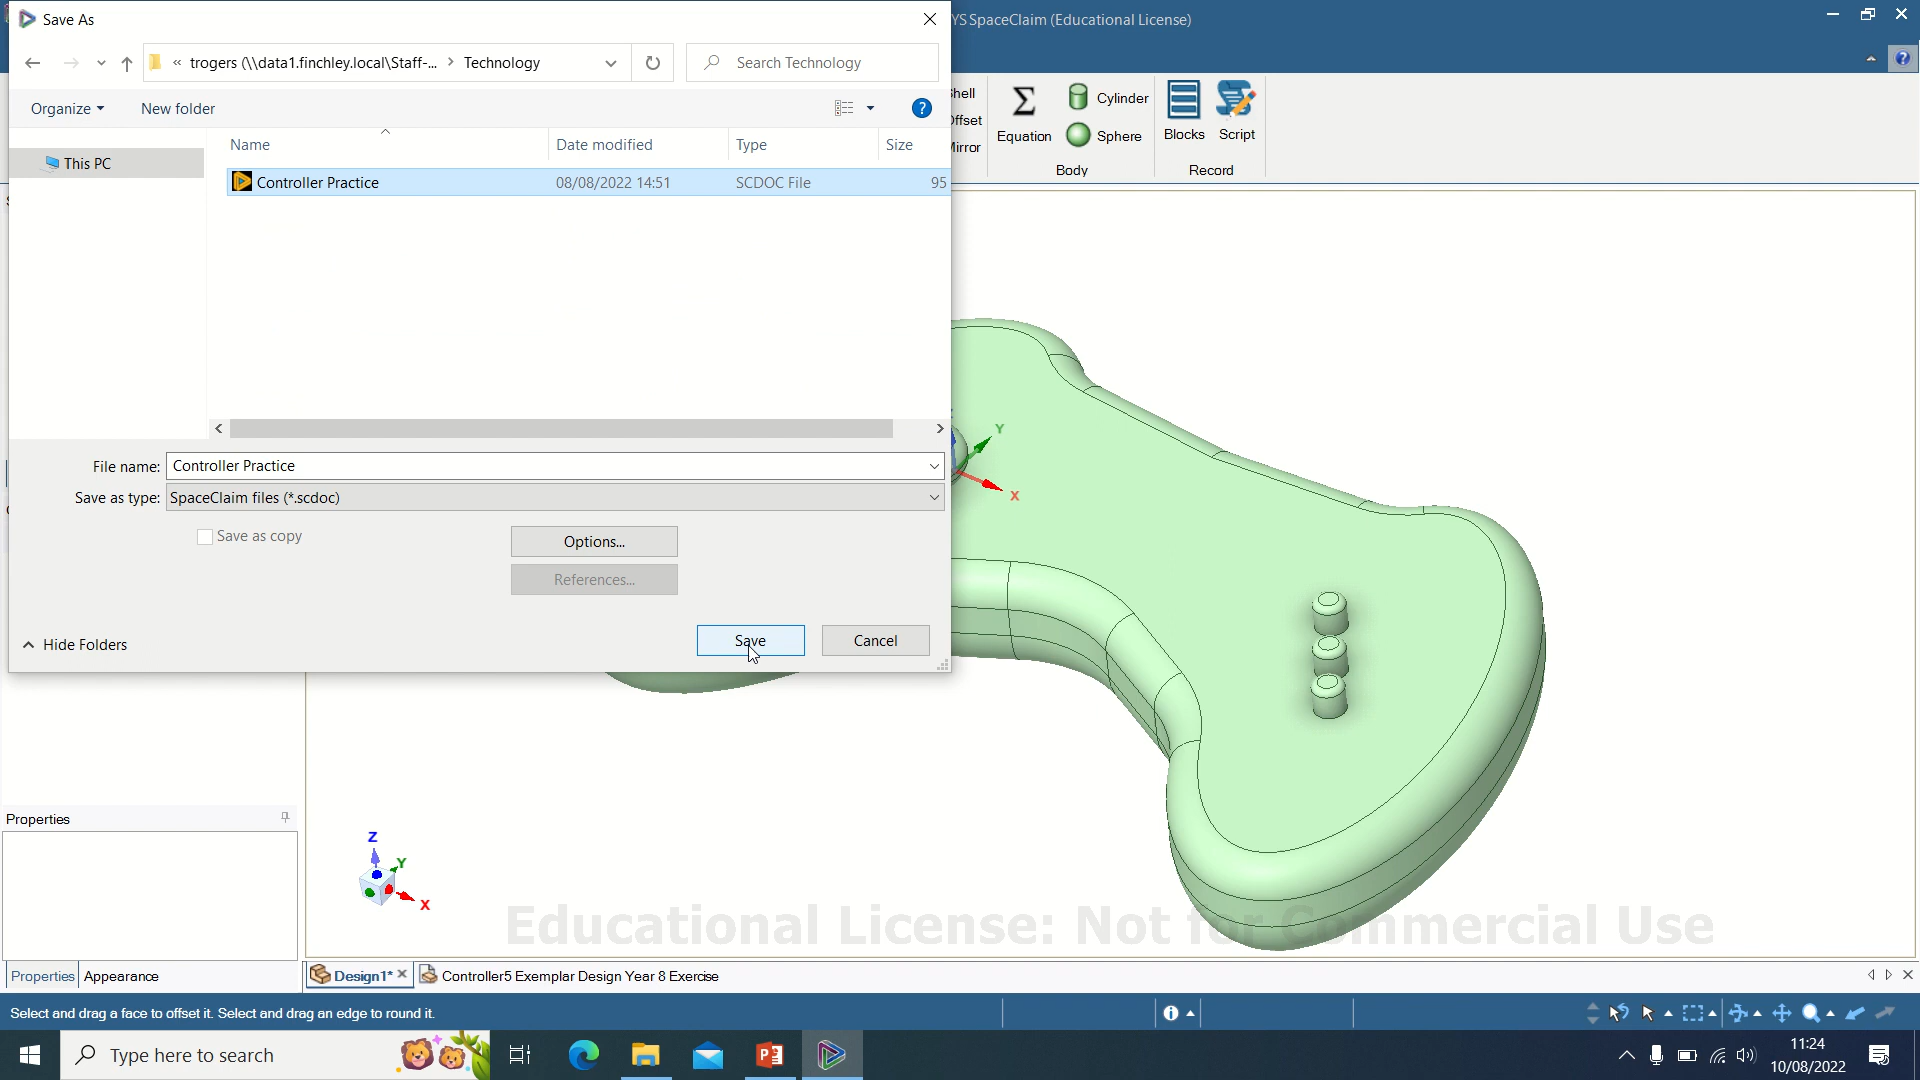 Save As
YS SpaceClaim (Educational License)
« trogers (\\data1.finchley.local\Staff-... > Technology
Search Technology
Organize
New folder
Name
Date modified
Type
Size
This PC
Controller Practice
08/08/2022 14:51
SCDOC File
95
hell
ffset
irror
Equation
Cylinder
Sphere
Body
Blocks
Script
Record
File name:
Controller Practice
Save as type:
SpaceClaim files (*.scdoc)
Save as copy
Options...
References...
Hide Folders
Save
Cancel
Y
X
Properties
Z
Y
X
Educational License: Not for Commercial Use
Properties
Appearance
Design1*
Controller5 Exemplar Design Year 8 Exercise
Select and drag a face to offset it. Select and drag an edge to round it.
Type here to search
11:24
10/08/2022